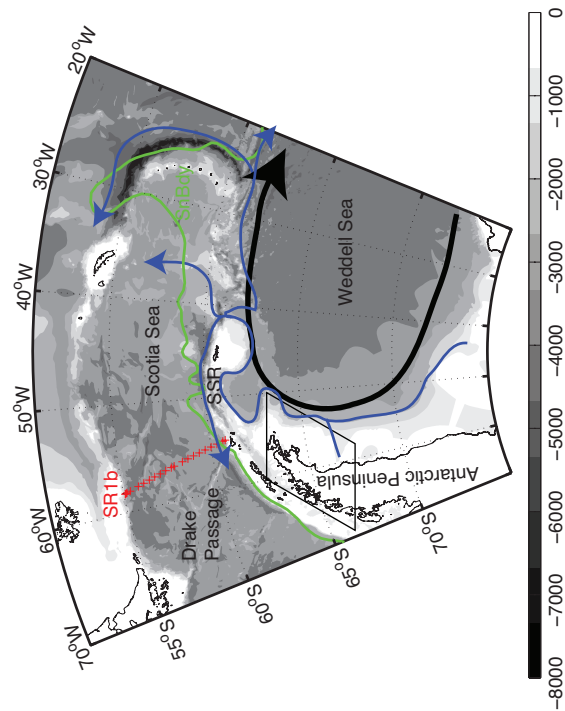 20°W
30°W
40°W
50°W
60°W
70°W
55°S
60°S
65°S
70°S
SR1b
Drake
Passage
Scotia Sea
SSR
SnBdy
Weddell Sea
Antarctic Peninsula
0
−1000
−2000
−3000
−4000
−5000
−6000
−7000
−8000